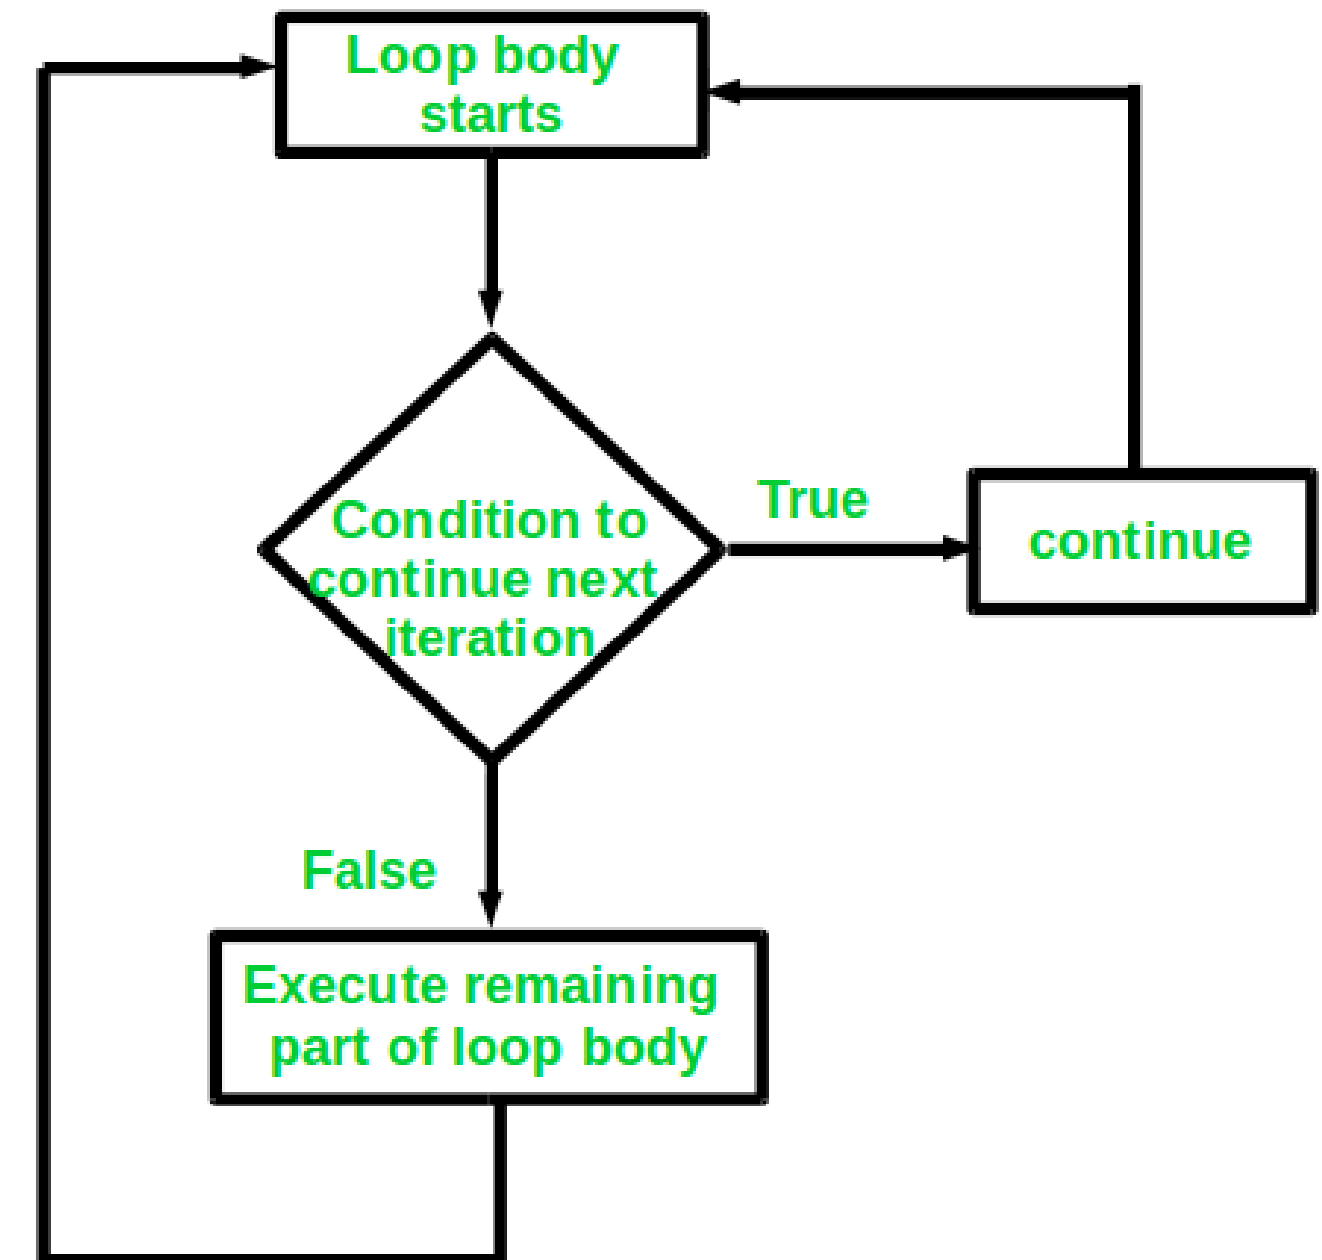 Loop body
starts
Condition to
continue next
iteration
True
continue
False
Execute remaining
part of loop body